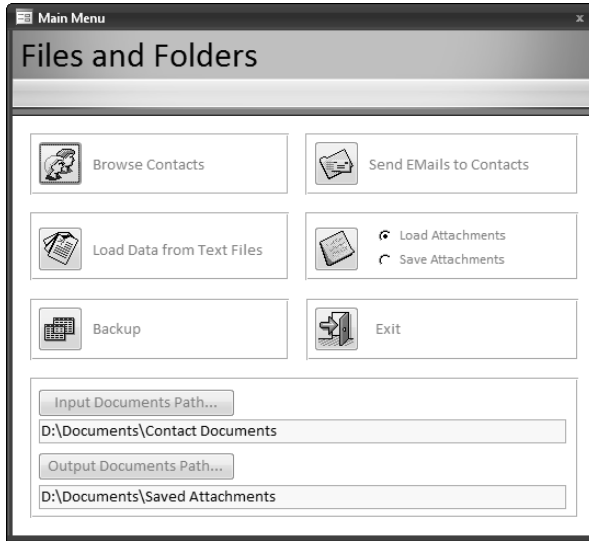 Main Menu
x
Files and Folders
Browse Contacts
Send EMails to Contacts
Load Data from Text Files
Load Attachments
Save Attachments
Backup
Exit
Input Documents Path...
D:\Documents\Contact Documents
Output Documents Path...
D:\Documents\Saved Attachments